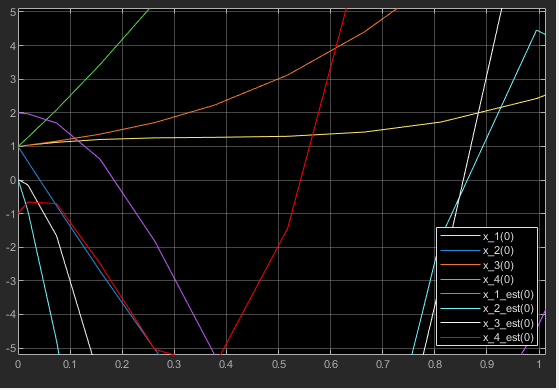 5
4
3
2
1
0
-1
-2
-3
-4
-5
x_1(0)
x_2(0)
x_3(0)
x_4(0)
x_1_est(0)
x_2_est(0)
x_3_est(0)
x_4_est(0)
0 0.1 0.2 0.3 0.4 0.5 0.6 0.7 0.8 0.9 1